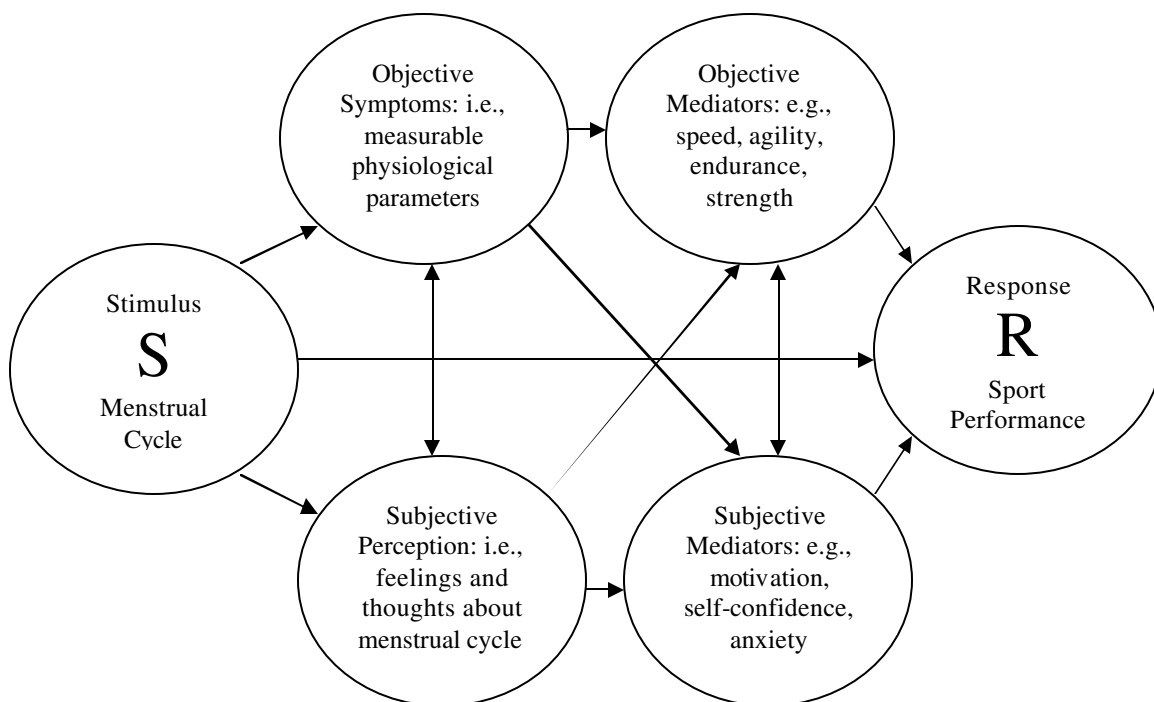 Objective
Symptoms: i.e.,
measurable
physiological
parameters
Objective
Mediators: e.g.,
speed, agility,
endurance,
strength
Stimulus
S
Menstrual
Cycle
Response
R
Sport
Performance
Subjective
Perception: i.e.,
feelings and
thoughts about
menstrual cycle
Subjective
Mediators: e.g.,
motivation,
self-confidence,
anxiety